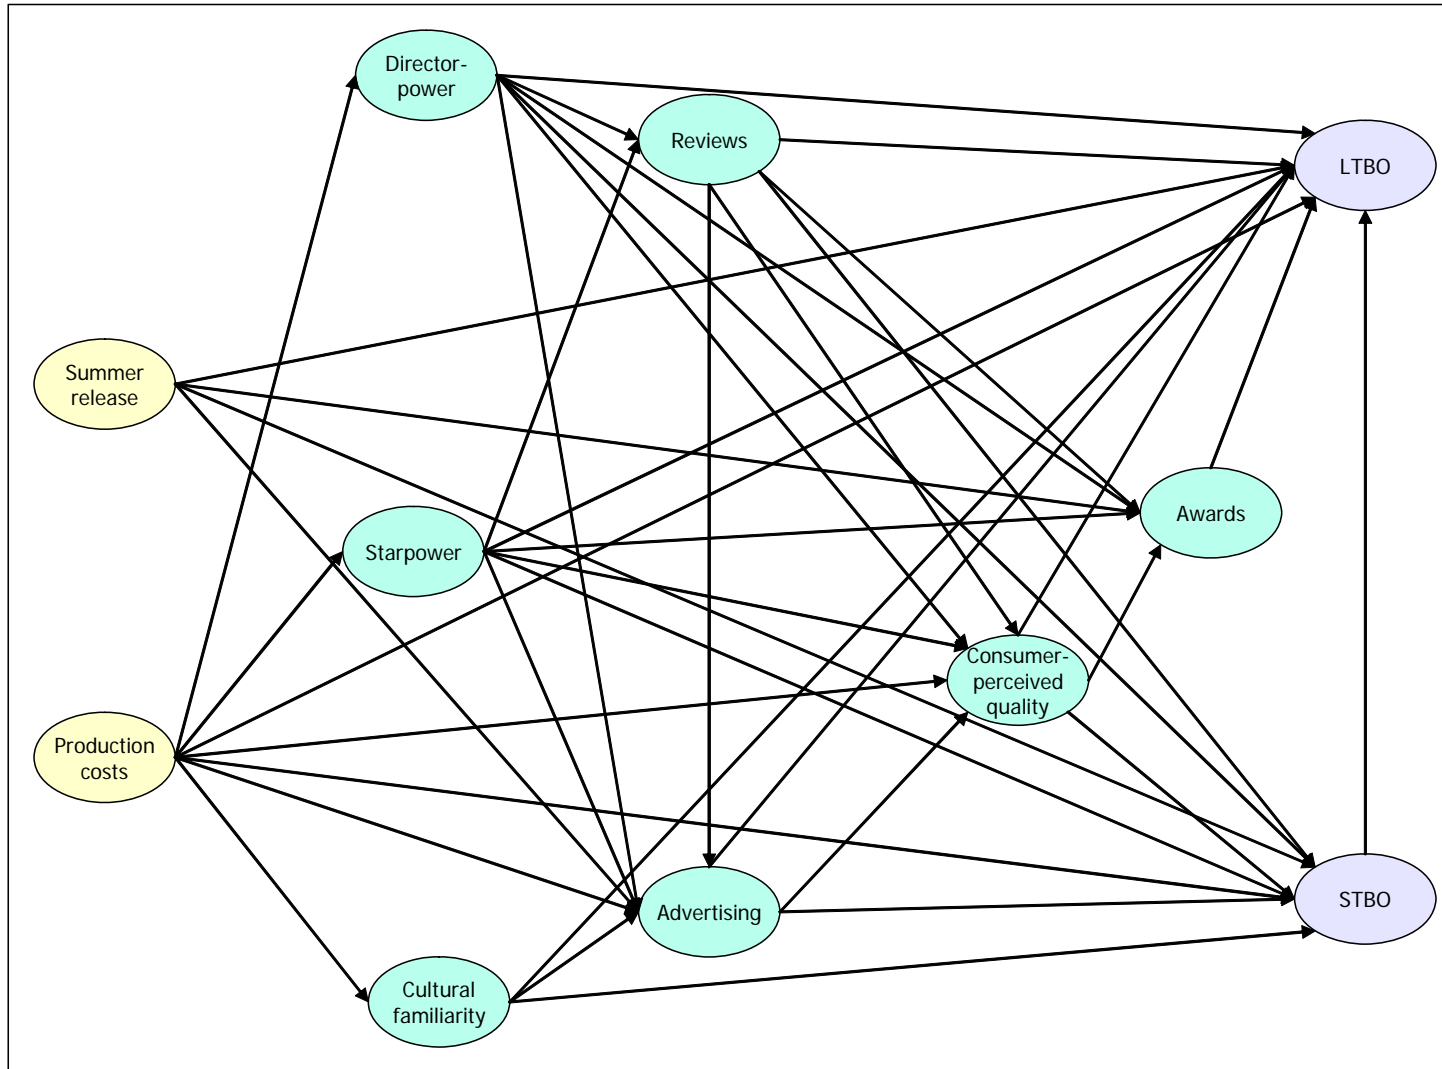 Director-
power
Reviews
LTBO
Summer
release
Awards
Starpower
Consumer-
perceived
quality
Production
costs
Advertising
STBO
Cultural
familiarity